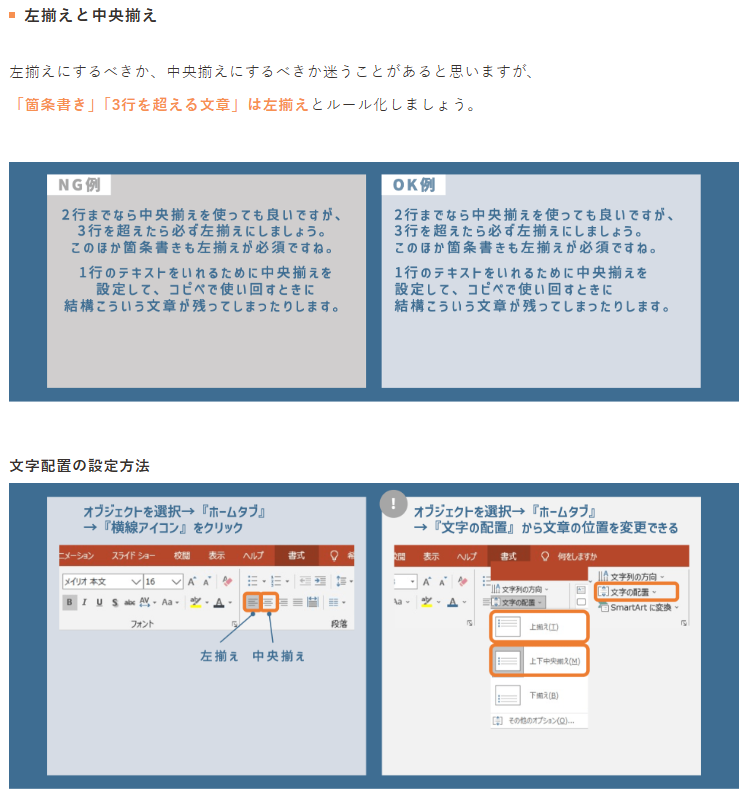 左揃えと中央揃え
左揃えにするべきか、中央揃えにするべきか迷うことがあると思いますが、
「箇条書き」「3行を超える文章」は左揃えとルール化しましょう。
NG例
2行までなら中央揃えを使っても良いですが、
3行を超えたら必ず左揃えにしましょう。
このほか箇条書きも左揃えが必須ですね。
1行のテキストをいれるために中央揃えを
設定して、コピペで使い回すときに
結構こういう文章が残ってしまったりします。
OK例
2行までなら中央揃えを使っても良いですが、
3行を超えたら必ず左揃えにしましょう。
このほか箇条書きも左揃えが必須ですね。
1行のテキストをいれるために中央揃えを
設定して、コピペで使い回すときに
結構こういう文章が残ってしまったりします。
文字配置の設定方法
オブジェクトを選択→『ホームタブ』
→『横線アイコン』をクリック
ニメーション スライド ショー 校閲 表示 ヘルプ 書式
メイリオ 本文 16
B I U S abc AV Aa
フォント 段落
左揃え 中央揃え
!
オブジェクトを選択→『ホームタブ』
→『文字の配置』から文章の位置を変更できる
校閲 表示 ヘルプ 書式 何をしますか
文字列の方向
文字の配置
文字列の方向
文字の配置
SmartArt に変換
上揃え(T)
上下中央揃え(M)
下揃え(B)
その他のオプション(O)...